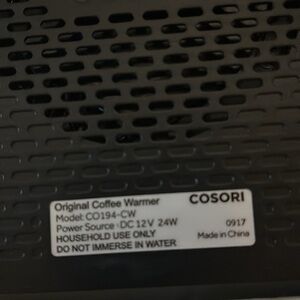 Original Coffee Warmer
COSORI
Model: CO194-CW
Power Source : DC 12V 24W
0917
HOUSEHOLD USE ONLY
Made in China
DO NOT IMMERSE IN WATER